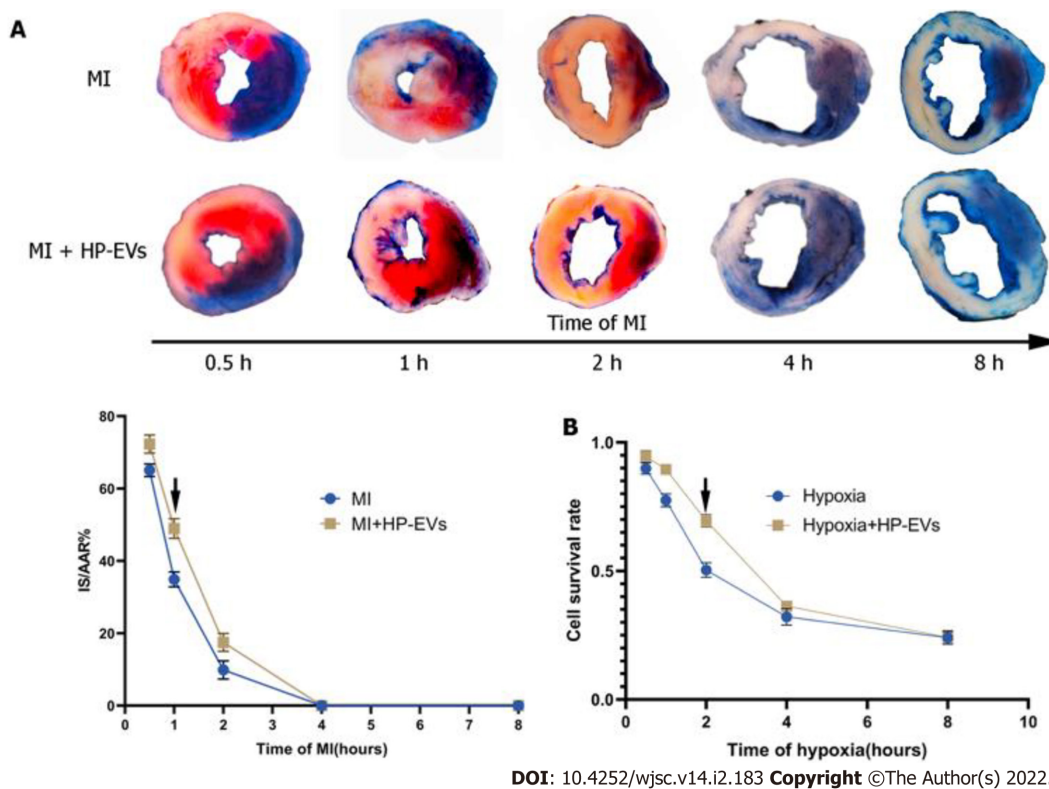 A
MI
MI + HP-EVs
Time of MI
0.5 h 1 h 2 h 4 h 8 h
80
60
40
20
0
IS/AAR%
MI
MI+HP-EVs
0 1 2 3 4 5 6 7 8
Time of MI(hours)
B
1.0
0.5
0.0
Cell survival rate
Hypoxia
Hypoxia+HP-EVs
0 2 4 6 8 10
Time of hypoxia(hours)
DOI: 10.4252/wjsc.v14.i2.183 Copyright ©The Author(s) 2022.